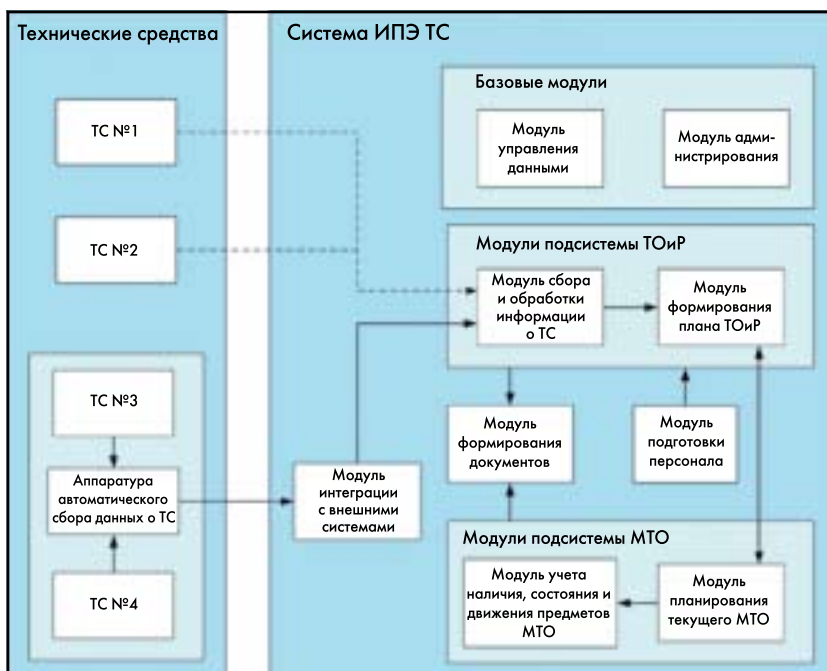 Технические средства
Система ИПЭ ТС
ТС №1
ТС №2
ТС №3
Аппаратура
автоматического
сбора данных о ТС
ТС №4
Базовые модули
Модуль
управления
данными
Модуль адми-
нистрирования
Модули подсистемы ТОиР
Модуль сбора
и обработки
информации
о ТС
Модуль
формирования
плана ТОиР
Модуль
формирования
документов
Модуль
подготовки
персонала
Модуль
интеграции
с внешними
системами
Модули подсистемы МТО
Модуль учета
наличия, состояния и
движения предметов
МТО
Модуль
планирования
текущего МТО